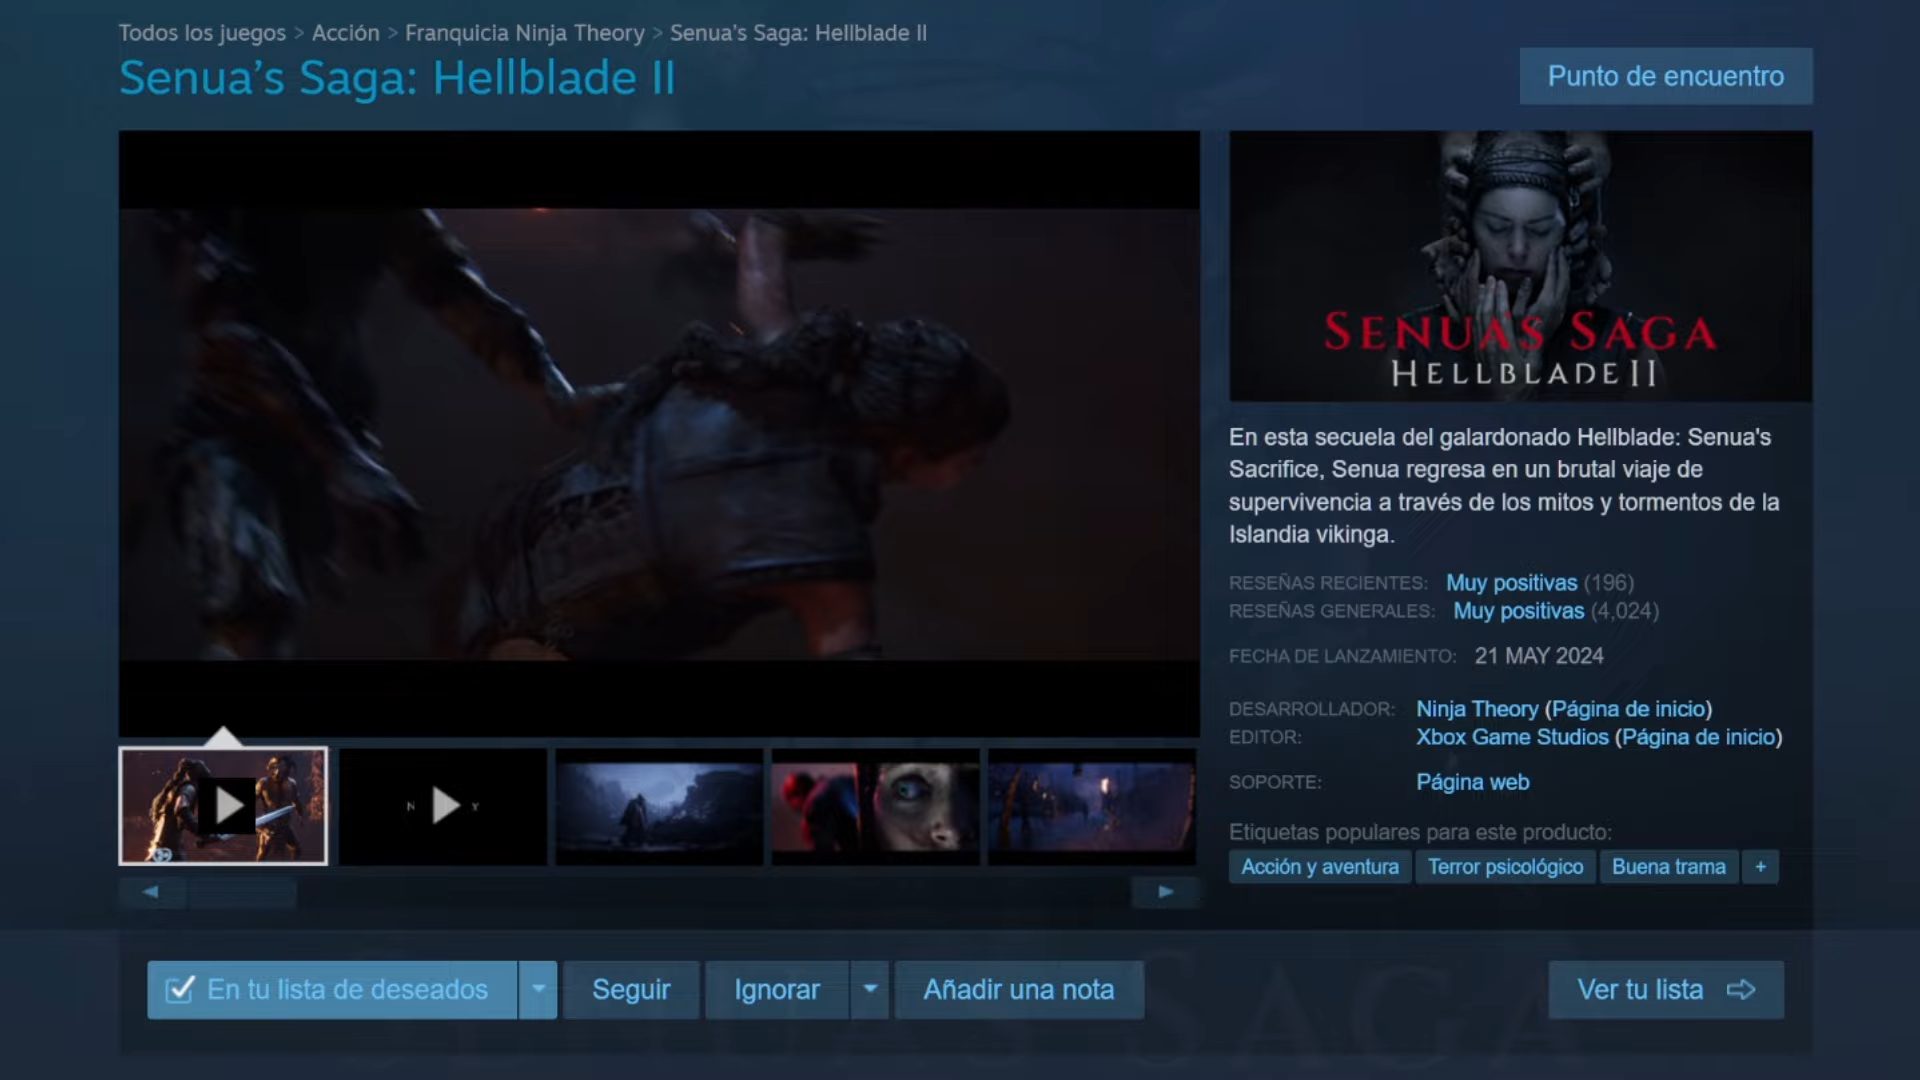 Todos los juegos > Acción > Franquicia Ninja Theory > Senua's Saga: Hellblade II
Senua's Saga: Hellblade II
Punto de encuentro
SENUA'S SAGA
HELLBLADE II
En esta secuela del galardonado Hellblade: Senua's
Sacrifice, Senua regresa en un brutal viaje de
supervivencia a través de los mitos y tormentos de la
Islandia vikinga.
RESEÑAS RECIENTES: Muy positivas (196)
RESEÑAS GENERALES: Muy positivas (4,024)
FECHA DE LANZAMIENTO: 21 MAY 2024
DESARROLLADOR: Ninja Theory (Página de inicio)
EDITOR: Xbox Game Studios (Página de inicio)
SOPORTE: Página web
Etiquetas populares para este producto:
Acción y aventura Terror psicológico Buena trama +
N Y
En tu lista de deseados Seguir Ignorar Añadir una nota Ver tu lista
SAGA